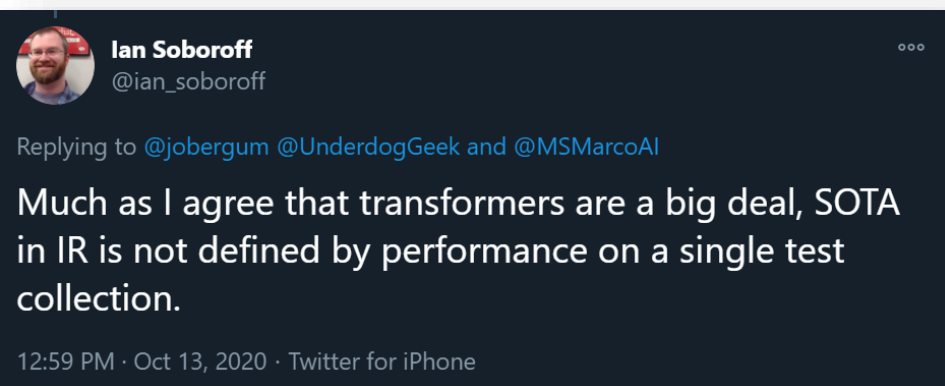 Ian Soboroff
@ian_soboroff
Replying to @jobergum @UnderdogGeek and @MSMarcoAI
Much as I agree that transformers are a big deal, SOTA
in IR is not defined by performance on a single test
collection.
12:59 PM · Oct 13, 2020 · Twitter for iPhone